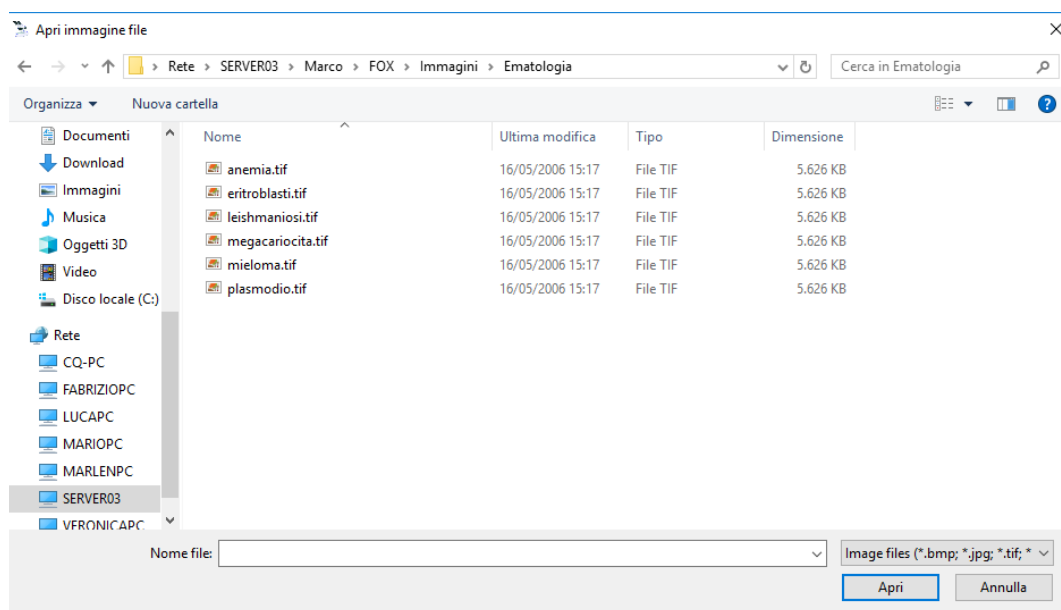 Apri immagine file
Rete > SERVER03 > Marco > FOX > Immagini > Ematologia
Cerca in Ematologia
Organizza
Nuova cartella
Documenti
Download
Immagini
Musica
Oggetti 3D
Video
Disco locale (C:)
Rete
CQ-PC
FABRIZIOPC
LUCAPC
MARIOPC
MARLENPC
SERVER03
VERONICAPC
Nome Ultima modifica Tipo Dimensione
anemia.tif 16/05/2006 15:17 File TIF 5.626 KB
eritroblasti.tif 16/05/2006 15:17 File TIF 5.626 KB
leishmaniosi.tif 16/05/2006 15:17 File TIF 5.626 KB
megacariocita.tif 16/05/2006 15:17 File TIF 5.626 KB
mieloma.tif 16/05/2006 15:17 File TIF 5.626 KB
plasmodio.tif 16/05/2006 15:17 File TIF 5.626 KB
Nome file:
Image files (*.bmp; *.jpg; *.tif; *
Apri
Annulla